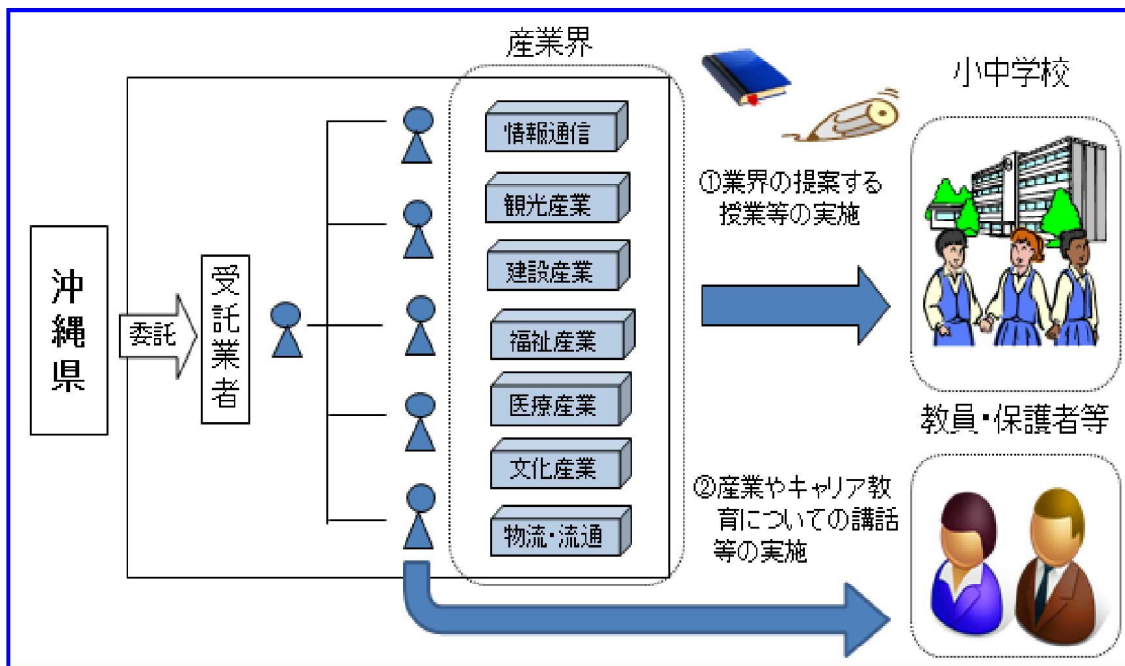 産業界
小中学校
情報通信
観光産業
建設産業
福祉産業
医療産業
文化産業
物流・流通
沖縄県
委託
受託業者
①業界の提案する
授業等の実施
教員・保護者等
②産業やキャリア教
育についての講話
等の実施